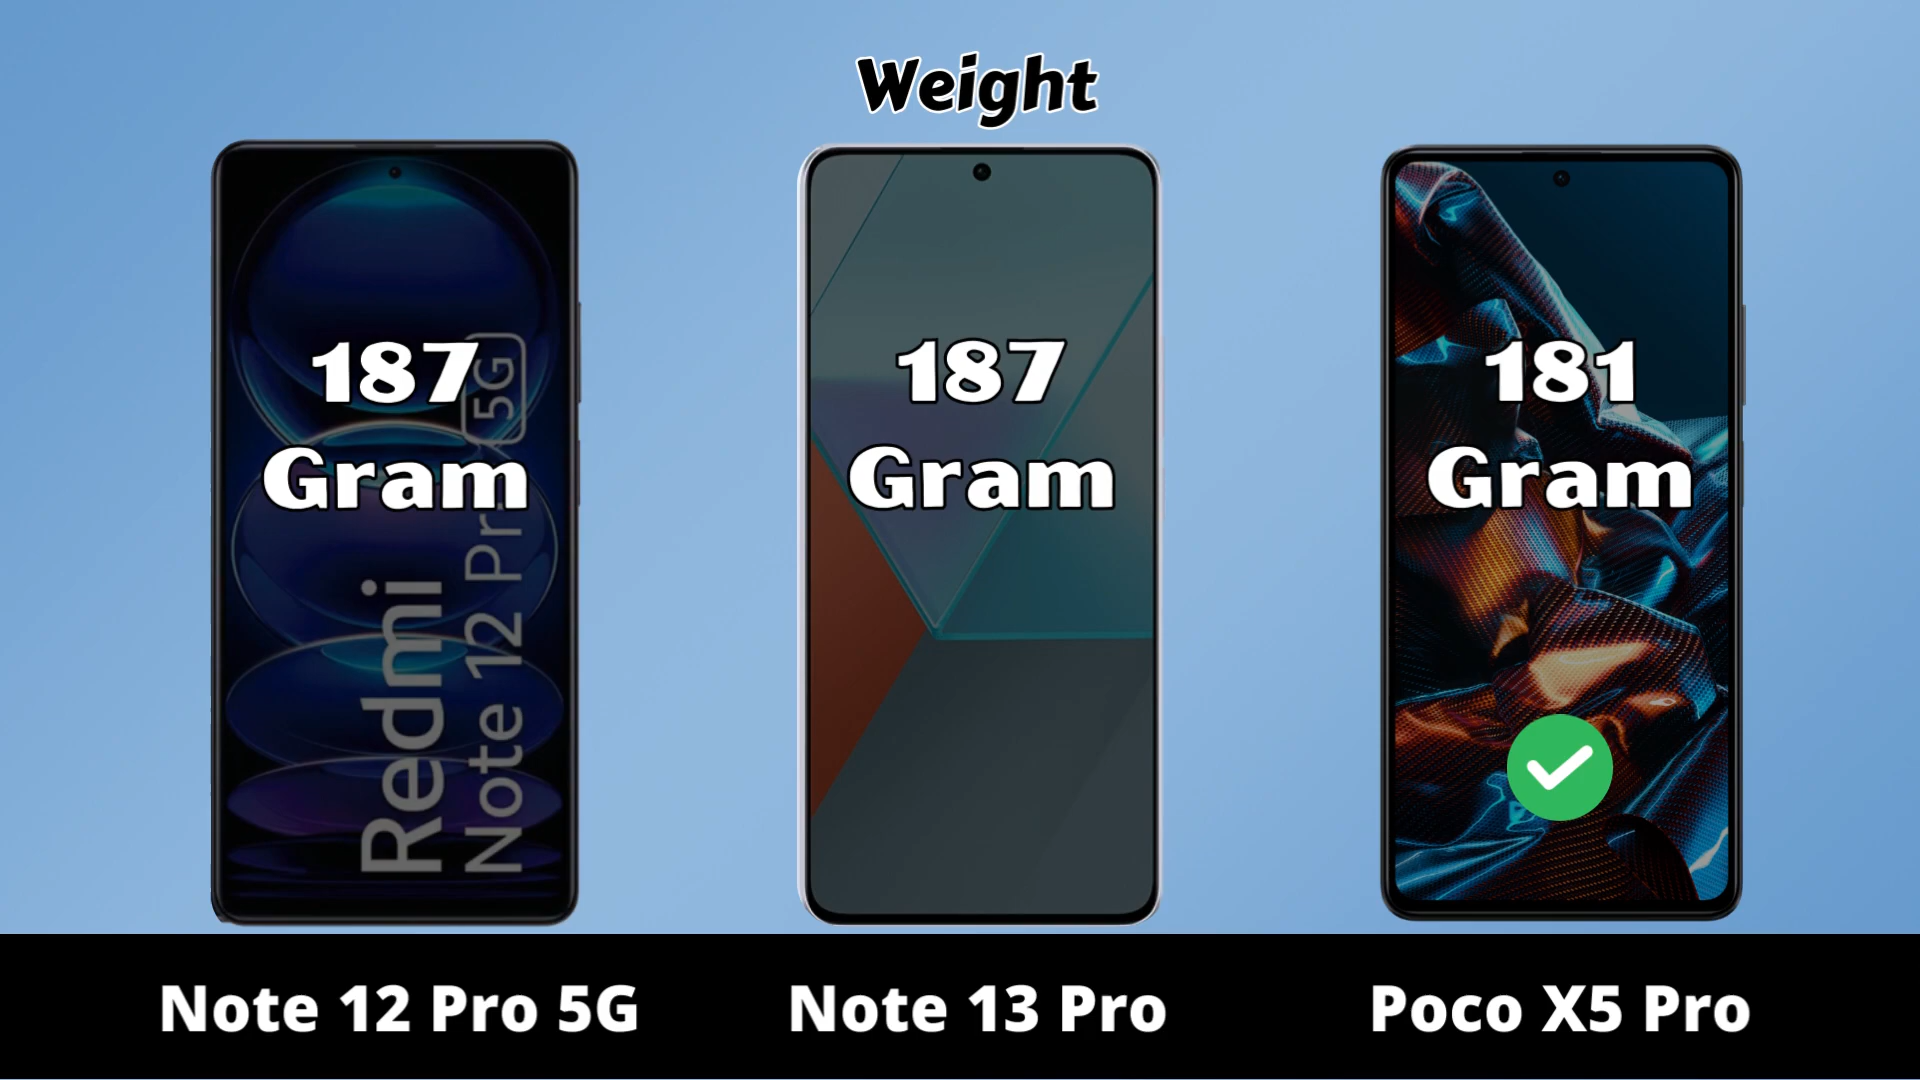 Weight
187
Gram
187
Gram
181
Gram
5G
Redmi
Note 12 Pr
Note 12 Pro 5G
Note 13 Pro
Poco X5 Pro